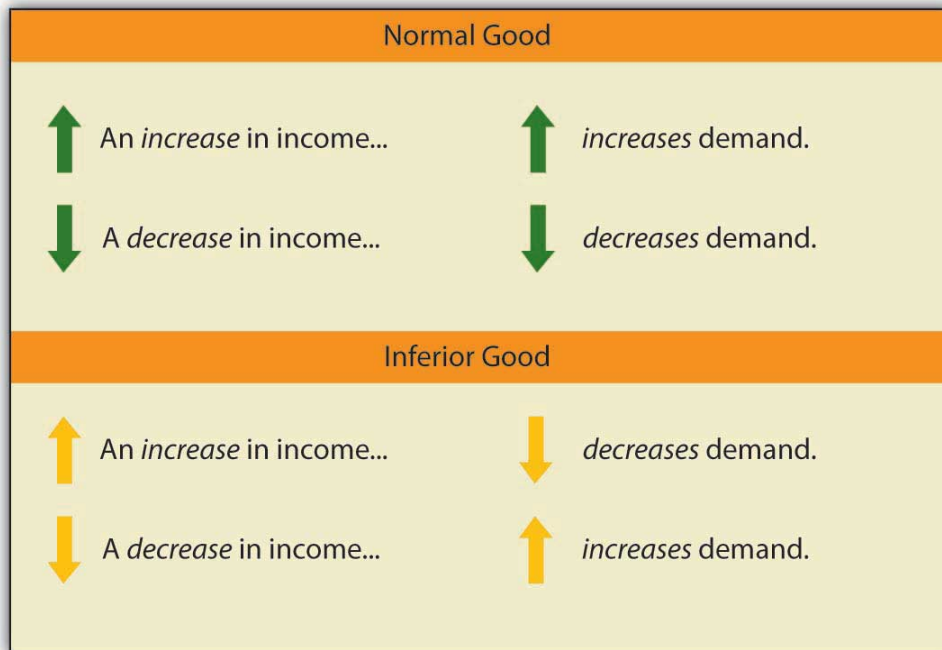 Normal Good
An increase in income... increases demand.
A decrease in income... decreases demand.
Inferior Good
An increase in income... decreases demand.
A decrease in income... increases demand.